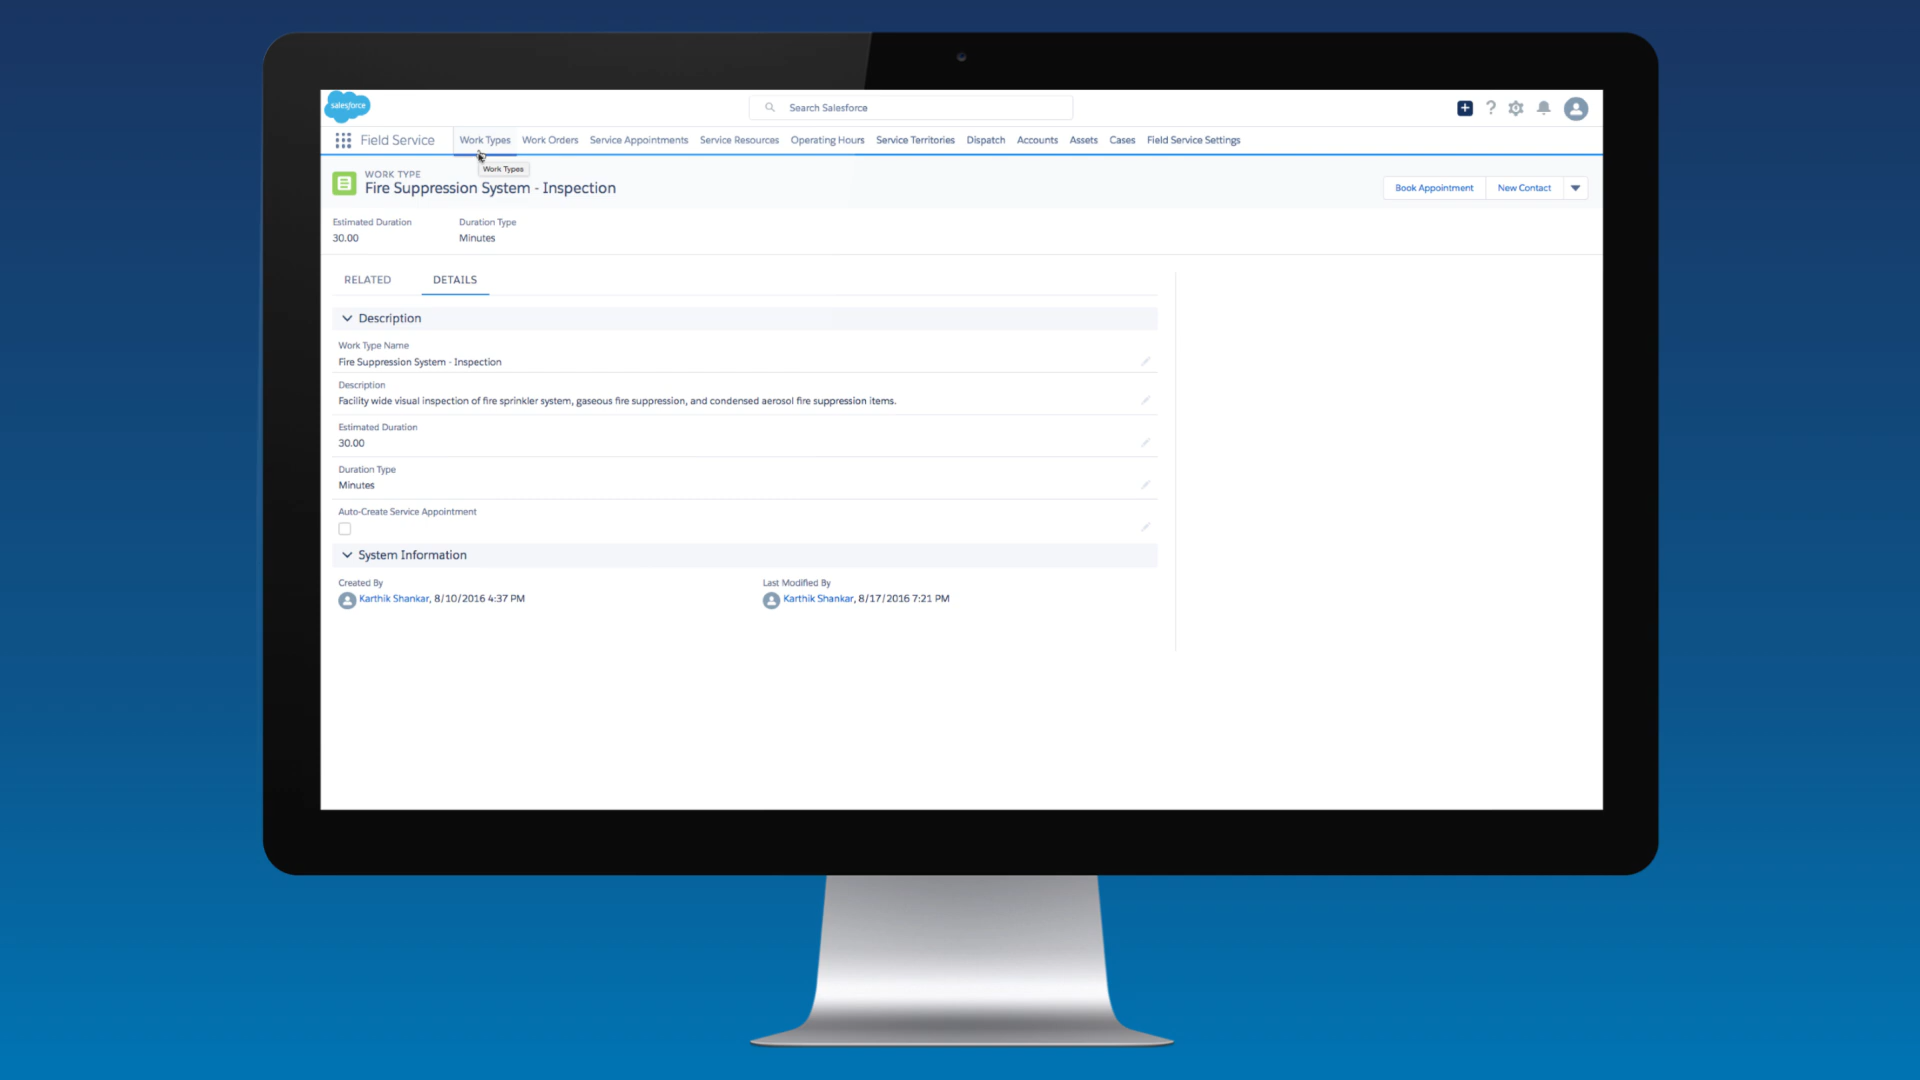 salesforce
Search Salesforce
?
Field Service Work Types Work Orders Service Appointments Service Resources Operating Hours Service Territories Dispatch Accounts Assets Cases Field Service Settings
Work Types
WORK TYPE
Fire Suppression System - Inspection
Book Appointment New Contact
Estimated Duration Duration Type
30.00 Minutes
RELATED DETAILS
Description
Work Type Name
Fire Suppression System - Inspection
Description
Facility wide visual inspection of fire sprinkler system, gaseous fire suppression, and condensed aerosol fire suppression items.
Estimated Duration
30.00
Duration Type
Minutes
Auto-Create Service Appointment
System Information
Created By Last Modified By
Karthik Shankar, 8/10/2016 4:37 PM Karthik Shankar, 8/17/2016 7:21 PM